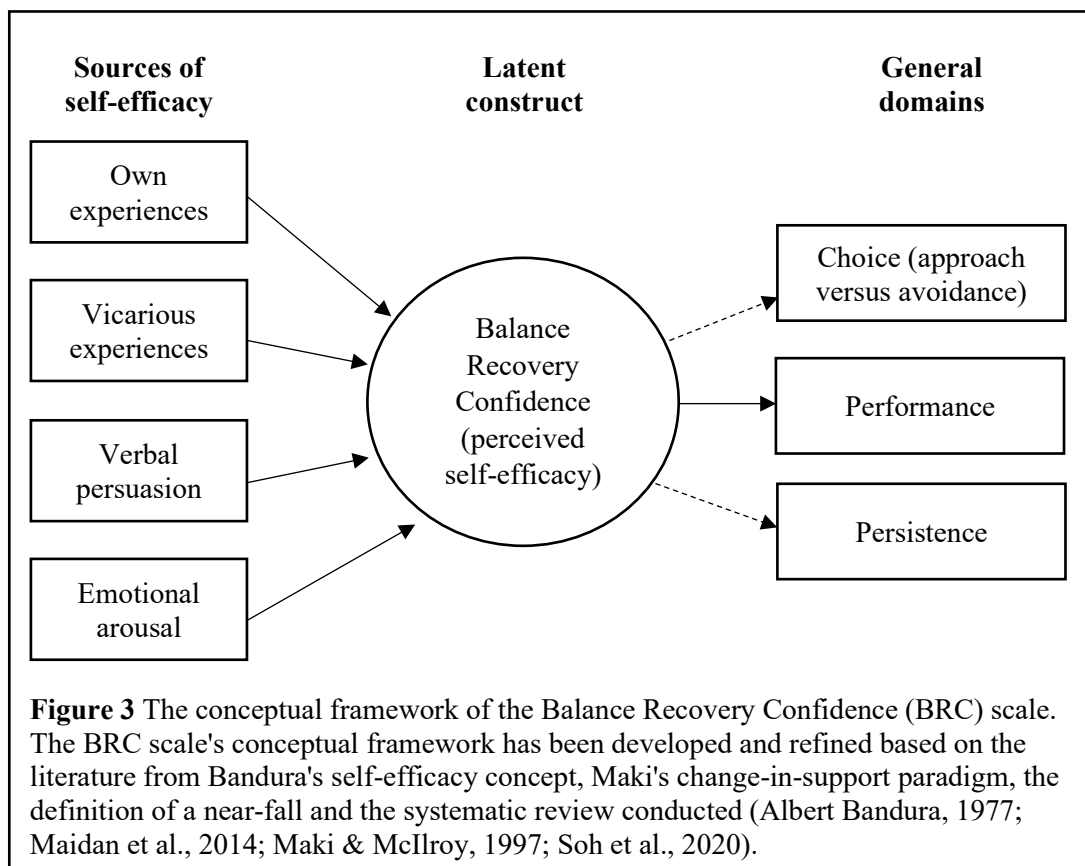 Sources of
self-efficacy
Latent
construct
General
domains
Own
experiences
Vicarious
experiences
Verbal
persuasion
Emotional
arousal
Balance
Recovery
Confidence
(perceived
self-efficacy)
Choice (approach
versus avoidance)
Performance
Persistence
Figure 3 The conceptual framework of the Balance Recovery Confidence (BRC) scale.
The BRC scale's conceptual framework has been developed and refined based on the
literature from Bandura's self-efficacy concept, Maki's change-in-support paradigm, the
definition of a near-fall and the systematic review conducted (Albert Bandura, 1977;
Maidan et al., 2014; Maki & McIlroy, 1997; Soh et al., 2020).